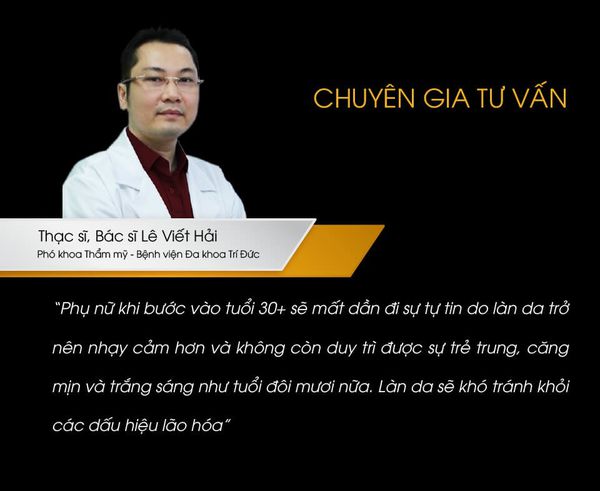 CHUYÊN GIA TƯ VẤN
Thạc sĩ, Bác sĩ Lê Viết Hải
Phó khoa Thẩm mỹ - Bệnh viện Đa khoa Trí Đức
“Phụ nữ khi bước vào tuổi 30+ sẽ mất dần đi sự tự tin do làn da trở
nên nhạy cảm hơn và không còn duy trì được sự trẻ trung, căng
mịn và trắng sáng như tuổi đôi mươi nữa. Làn da sẽ khó tránh khỏi
các dấu hiệu lão hóa”